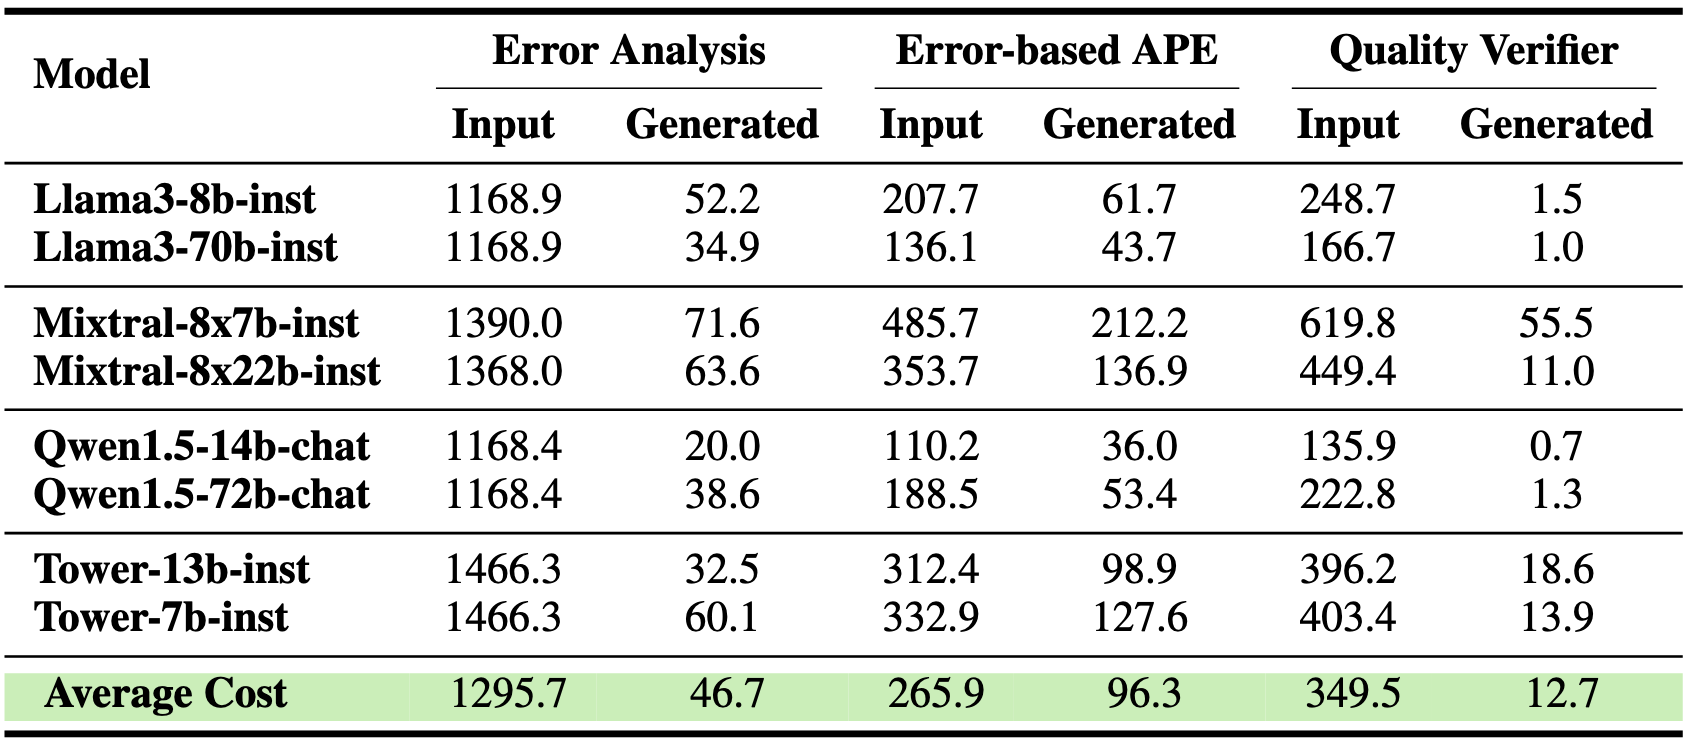 Model Error Analysis Error-based APE Quality Verifier
Input Generated Input Generated Input Generated
Llama3-8b-inst 1168.9 52.2 207.7 61.7 248.7 1.5
Llama3-70b-inst 1168.9 34.9 136.1 43.7 166.7 1.0
Mixtral-8x7b-inst 1390.0 71.6 485.7 212.2 619.8 55.5
Mixtral-8x22b-inst 1368.0 63.6 353.7 136.9 449.4 11.0
Qwen1.5-14b-chat 1168.4 20.0 110.2 36.0 135.9 0.7
Qwen1.5-72b-chat 1168.4 38.6 188.5 53.4 222.8 1.3
Tower-13b-inst 1466.3 32.5 312.4 98.9 396.2 18.6
Tower-7b-inst 1466.3 60.1 332.9 127.6 403.4 13.9
Average Cost 1295.7 46.7 265.9 96.3 349.5 12.7